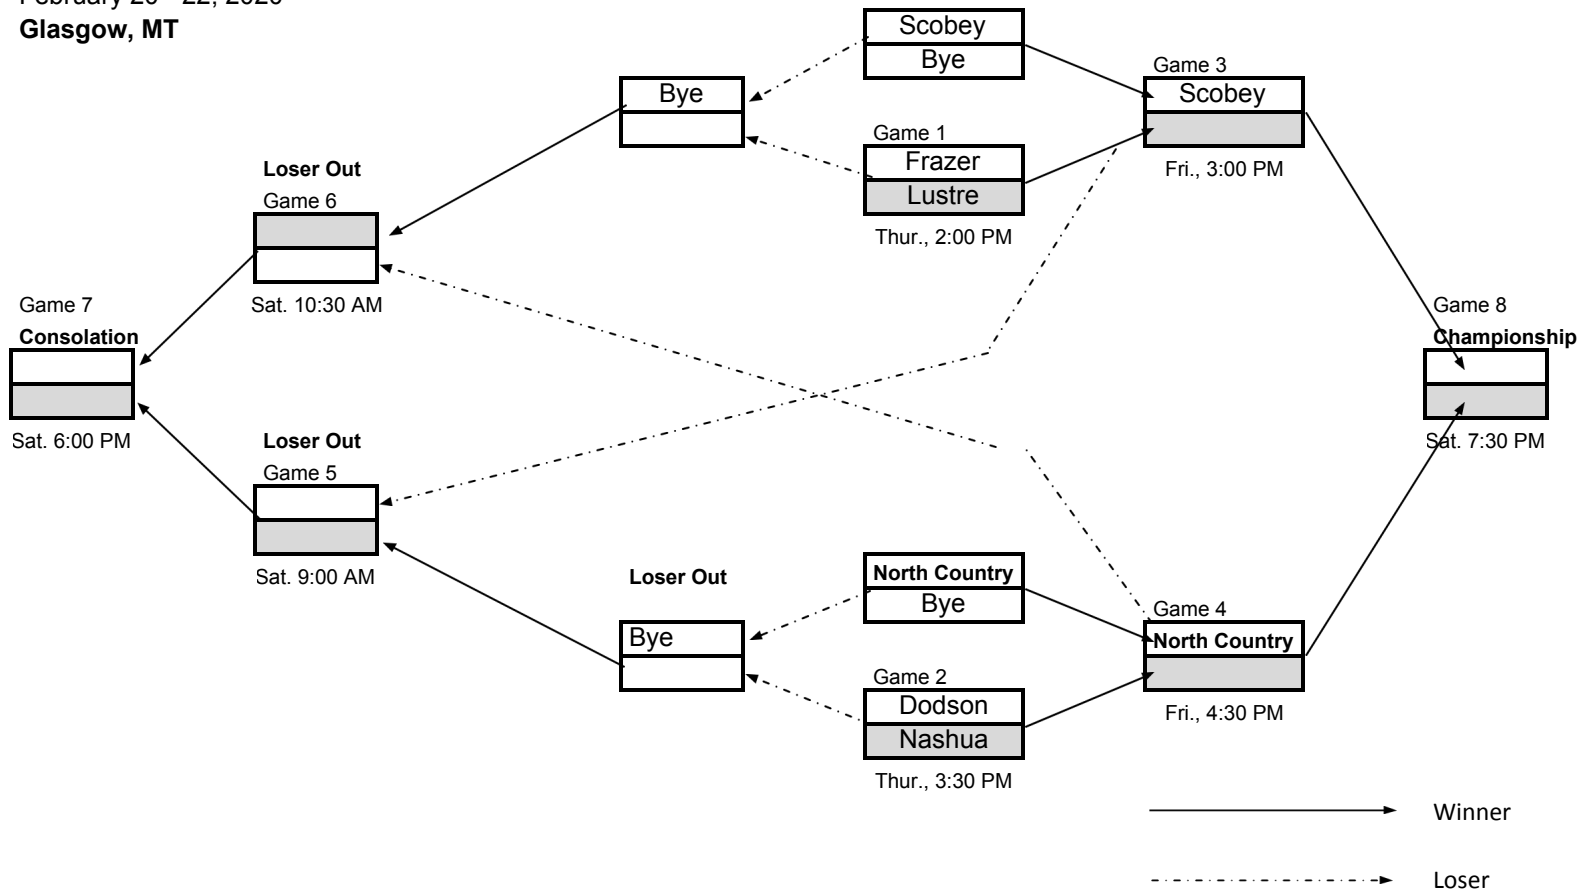 Glasgow, MT
Scobey
Bye
Game 3
Scobey
Fri., 3:00 PM
Bye
Game 1
Frazer
Lustre
Thur., 2:00 PM
Loser Out
Game 6
Sat. 10:30 AM
Game 7
Consolation
Sat. 6:00 PM
Game 8
Championship
Sat. 7:30 PM
Loser Out
Game 5
Sat. 9:00 AM
Loser Out
Bye
North Country
Bye
Game 4
North Country
Fri., 4:30 PM
Game 2
Dodson
Nashua
Thur., 3:30 PM
Winner
Loser